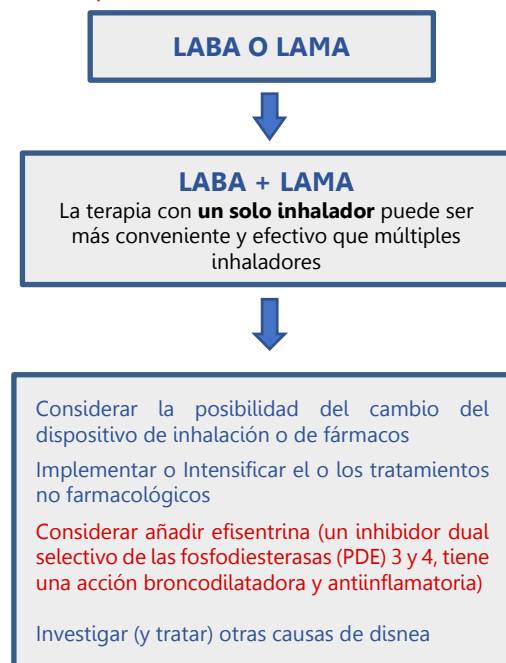 LABA O LAMA
LABA + LAMA
La terapia con un solo inhalador puede ser
más conveniente y efectivo que múltiples
inhaladores
Considerar la posibilidad del cambio del
dispositivo de inhalación o de fármacos
Implementar o Intensificar el o los tratamientos
no farmacológicos
Considerar añadir efisentrina (un inhibidor dual
selectivo de las fosfodiesterasas (PDE) 3 y 4, tiene
una acción broncodilatadora y antiinflamatoria)
Investigar (y tratar) otras causas de disnea